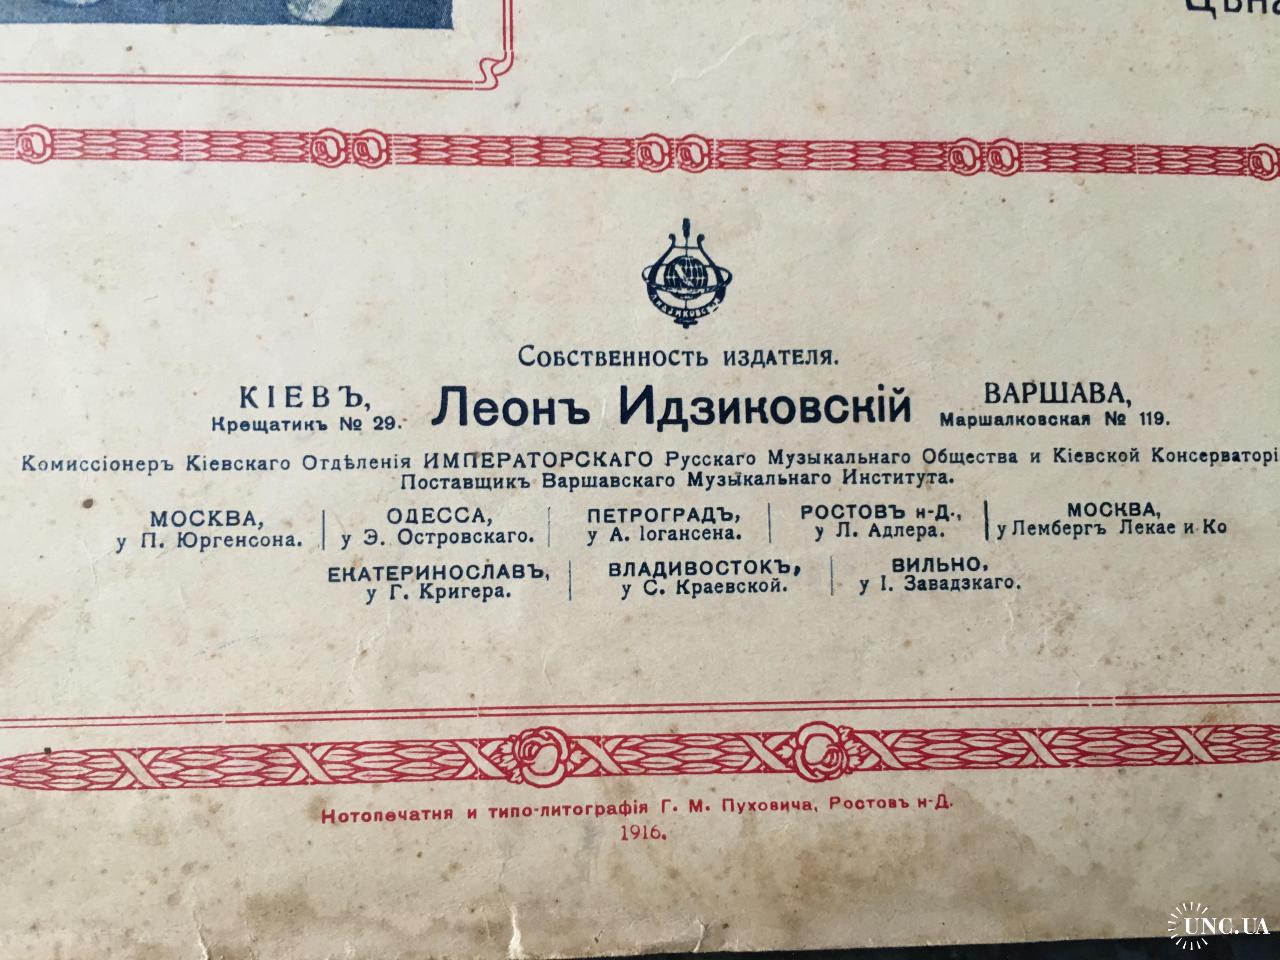 Цѣна
Л. ИДЗИКОВСКІЙ
Собственность издателя.
КІЕВЪ,
Крещатикъ № 29.
Леонъ Идзиковскій
ВАРШАВА,
Маршалковская № 119.
Комиссіонеръ Кіевскаго Отдѣленія ИМПЕРАТОРСКАГО Русскаго Музыкальнаго Общества и Кіевской Консерваторі
Поставщикъ Варшавскаго Музыкальнаго Института.
МОСКВА,
у П. Юргенсона.
ОДЕССА,
у Э. Островскаго.
ПЕТРОГРАДЪ,
у А. Іогансена.
РОСТОВЪ н-Д.,
у Л. Адлера.
МОСКВА,
у Лембергъ Лекае и Ко
ЕКАТЕРИНОСЛАВЪ,
у Г. Кригера.
ВЛАДИВОСТОКЪ,
у С. Краевской.
ВИЛЬНО,
у І. Завадзкаго.
Нотопечатня и типо-литографія Г. М. Пуховича, Ростовъ н-Д.
1916.
UNC.UA